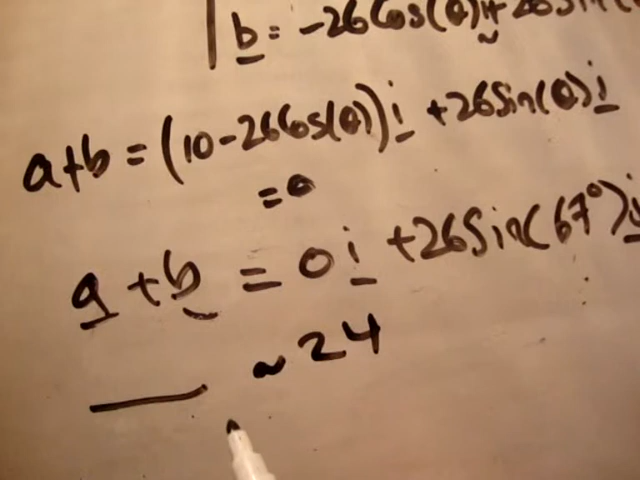 b = -26Cos(θ)i + 26Sin(
a+b = (10-26Cos(θ))i + 26Sin(θ)i
= 0
a + b = 0i + 26Sin(67°)j
~ 24